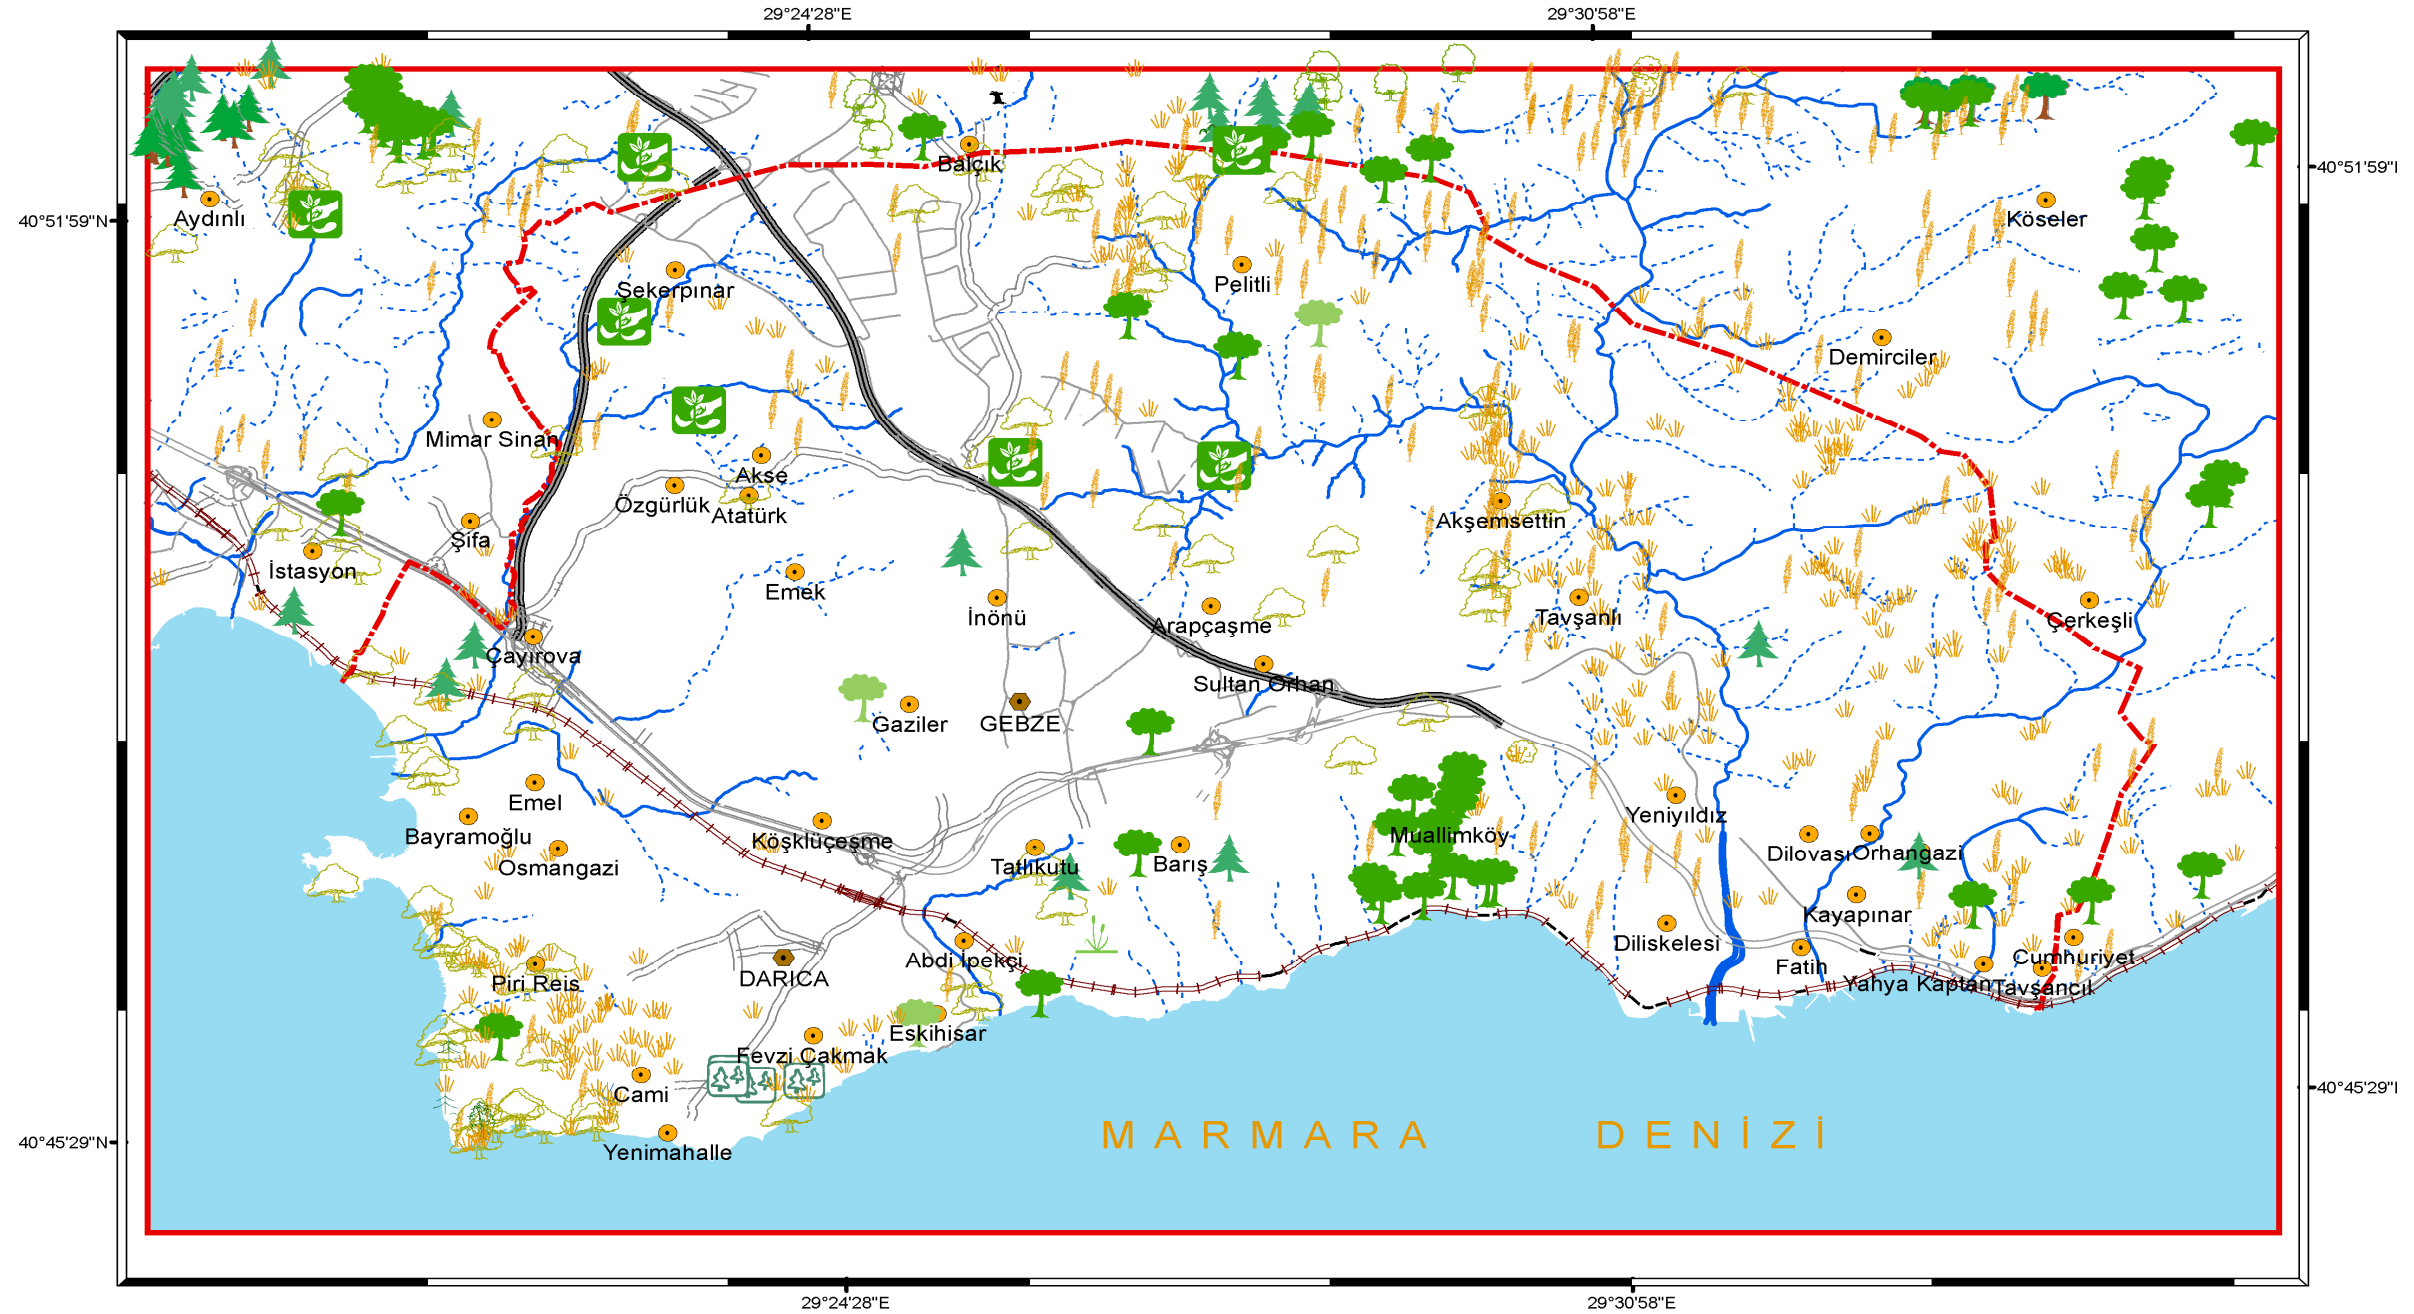 29°24'28"E
29°30'58"E
Balçık
40°51'59"N
40°51'59"I
Aydınlı
Köseler
Şekerpınar
Pelitli
Demirciler
Mimar Sinan
Akse
Özgürlük
Atatürk
Akşemsettin
Şifa
İstasyon
Emek
İnönü
Arapçaşme
Tavşanlı
Çerkeşli
Çayırova
Sultan Orhan
Gaziler
GEBZE
Emel
Yeniyıldız
Bayramoğlu
Köşklüçeşme
Muallimköy
Osmangazi
Tatlıkutu
Barış
Dilovası
Orhangazi
Kayapınar
Diliskelesi
Abdi İpekçi
Fatih
Cumhuriyet
DARICA
Piri Reis
Yahya Kaptan
Tavşancıl
Eskihisar
Fevzi Çakmak
Cami
40°45'29"N
40°45'29"I
MARMARA DENİZİ
Yenimahalle
29°24'28"E
29°30'58"E